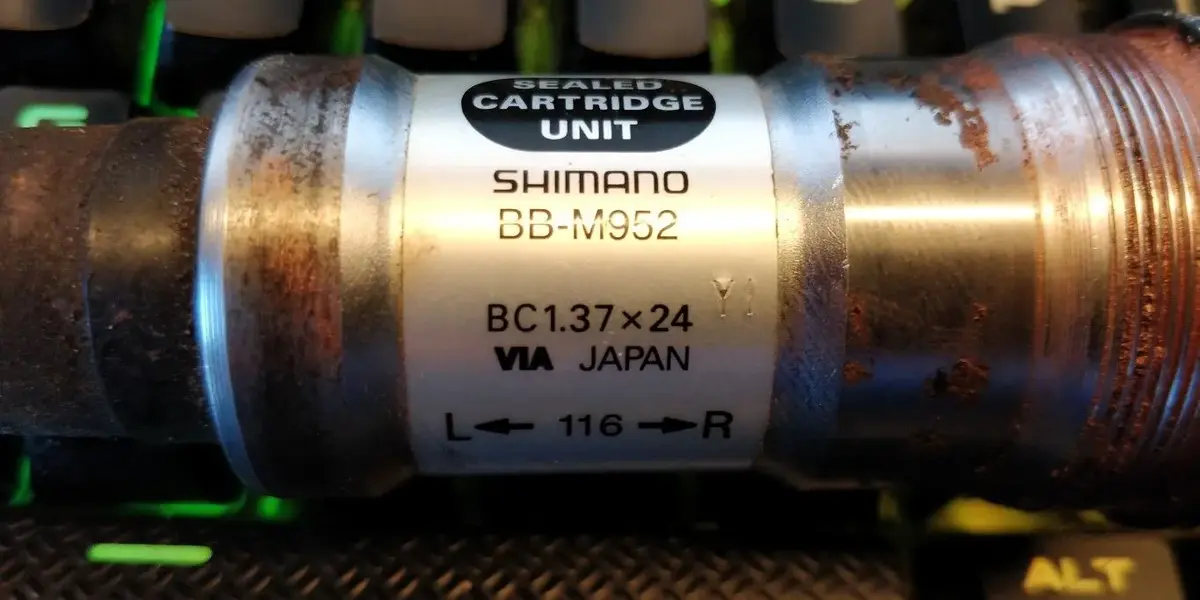 SEALED
CARTRIDGE
UNIT
SHIMANO
BB-M952
Y I
BC1.37×24
VIA JAPAN
L ← 116 → R
ALT